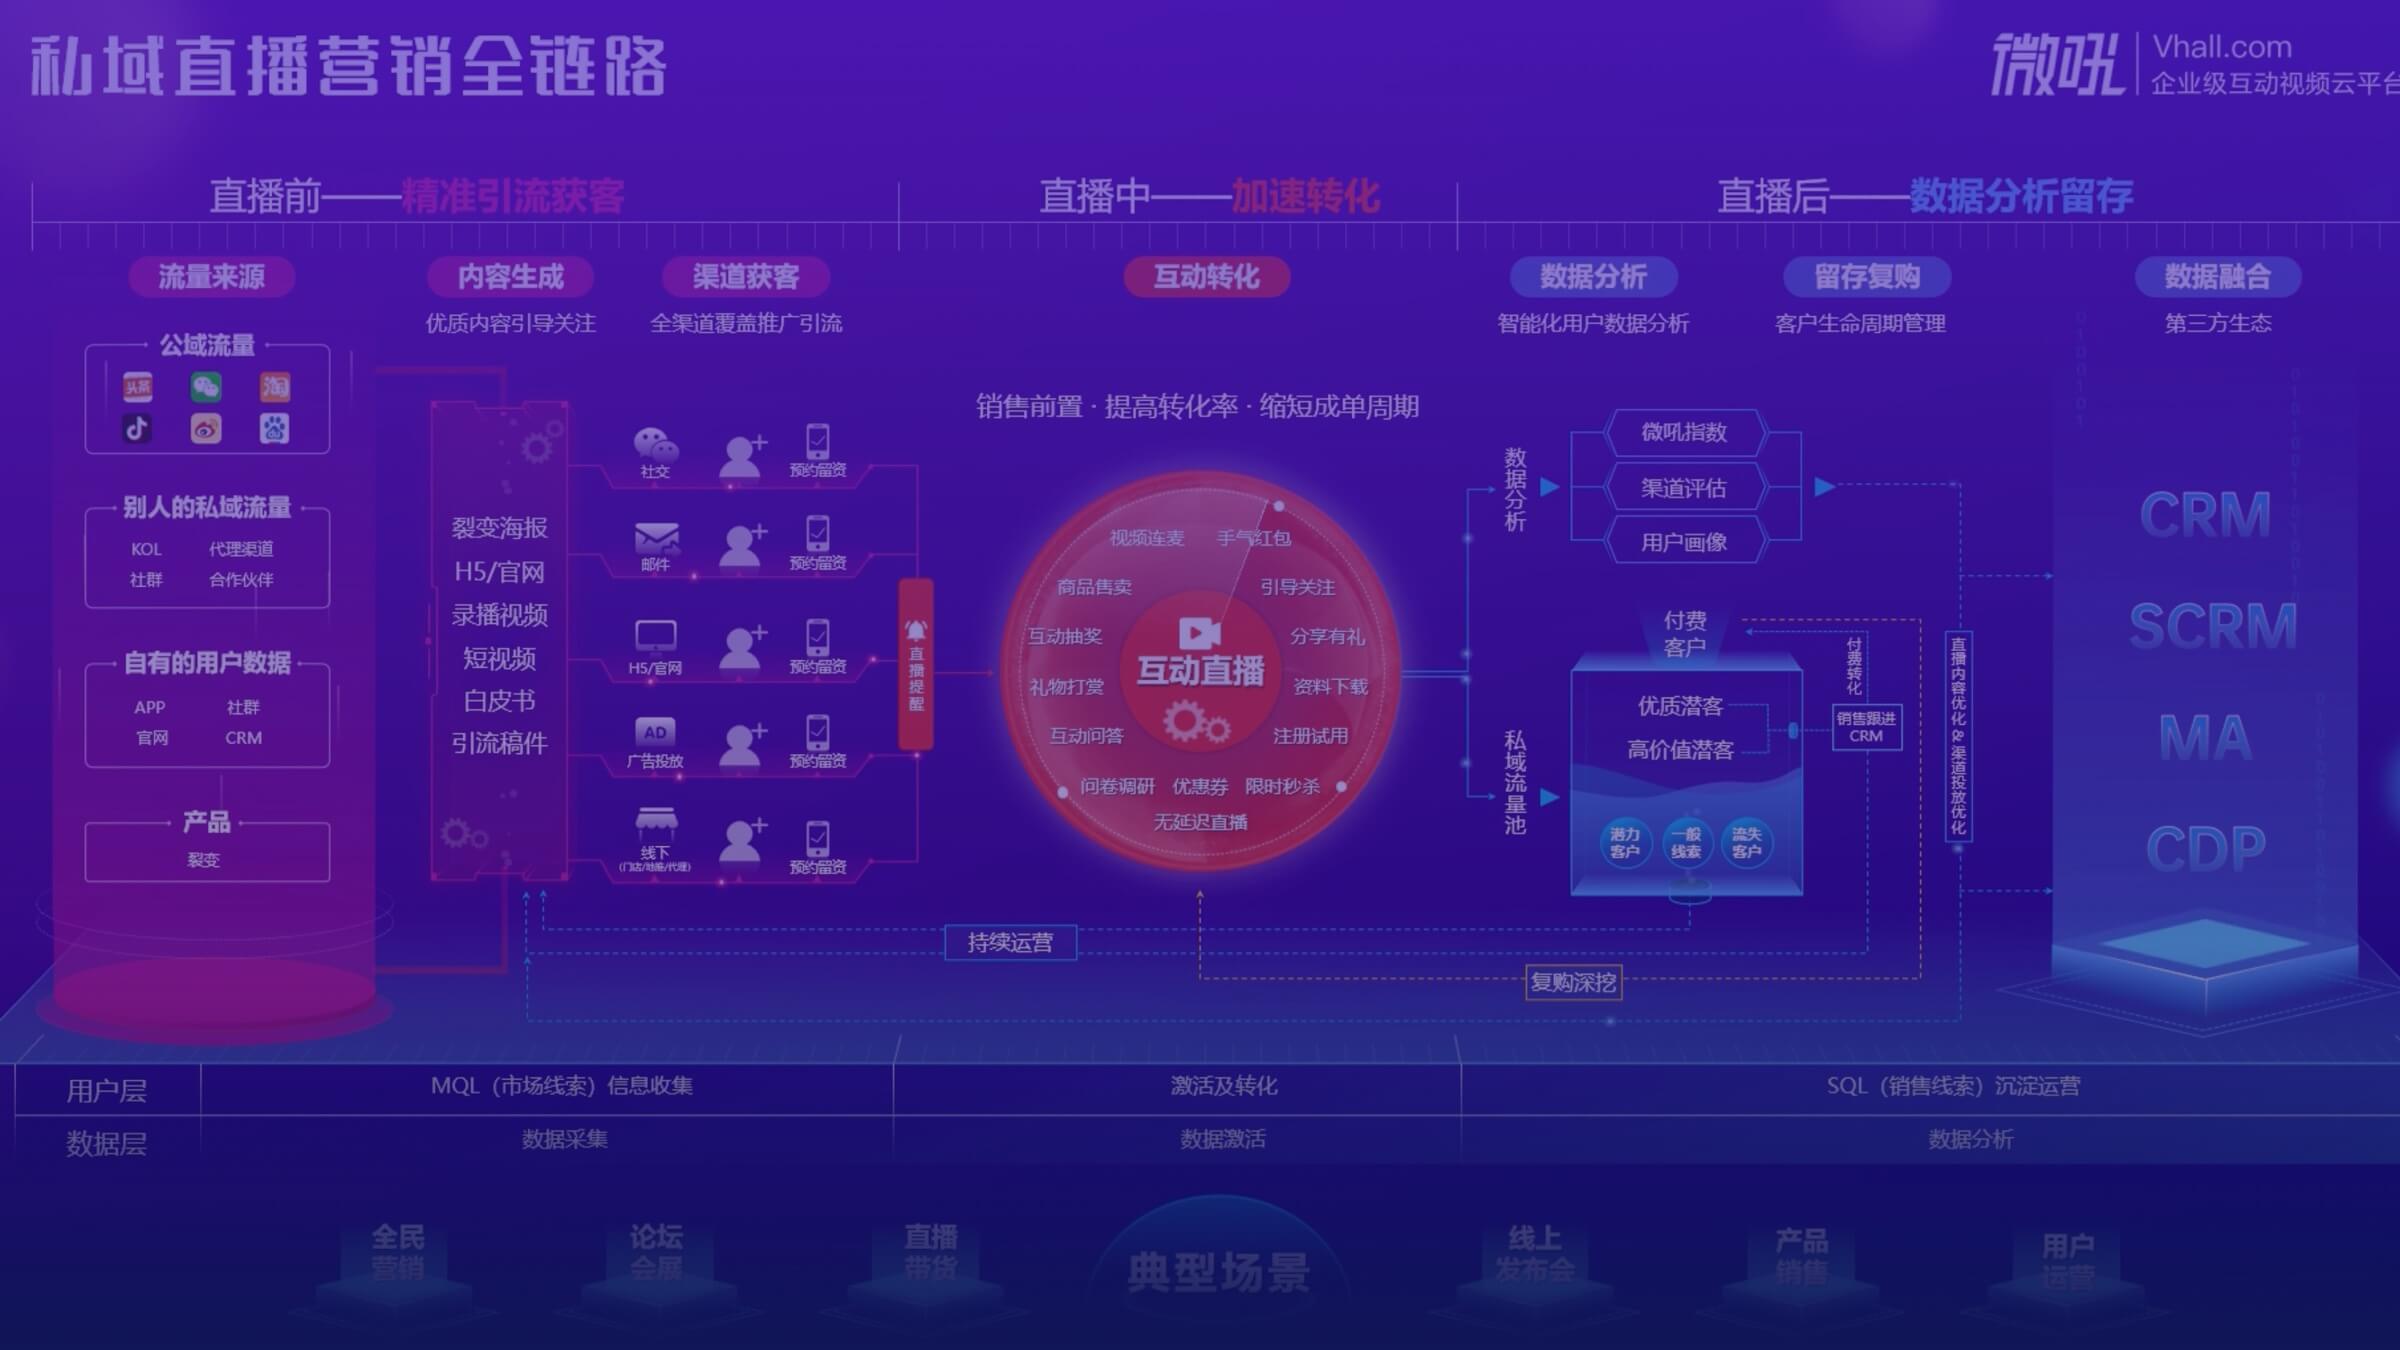 私域直播营销全链路
微吼
Vhall.com
企业级互动视频云平台
直播前——精准引流获客
直播中——加速转化
直播后——数据分析留存
流量来源
内容生成
优质内容引导关注
渠道获客
全渠道覆盖推广引流
互动转化
数据分析
智能化用户数据分析
留存复购
客户生命周期管理
数据融合
第三方生态
公域流量
头条
淘
du
别人的私域流量
KOL 代理渠道
社群 合作伙伴
自有的用户数据
APP 社群
官网 CRM
产品
裂变
裂变海报
H5/官网
录播视频
短视频
白皮书
引流稿件
社交
预约留资
邮件
预约留资
H5/官网
预约留资
AD
广告投放
预约留资
线下
(门店/地推/代理)
预约留资
直播提醒
销售前置·提高转化率·缩短成单周期
视频连麦 手气红包
商品售卖 引导关注
互动抽奖 分享有礼
礼物打赏 资料下载
互动问答 注册试用
问卷调研 优惠券 限时秒杀
无延迟直播
互动直播
数据分析
微吼指数
渠道评估
用户画像
私域流量池
付费
客户
优质潜客
高价值潜客
潜力
客户
一般
线索
流失
客户
付费转化
销售跟进
CRM
直播内容优化&渠道投放优化
CRM
SCRM
MA
CDP
持续运营
复购深挖
用户层
MQL（市场线索）信息收集
激活及转化
SQL（销售线索）沉淀运营
数据层
数据采集
数据激活
数据分析
全民
营销
论坛
会展
直播
带货
典型场景
线上
发布会
产品
销售
用户
运营